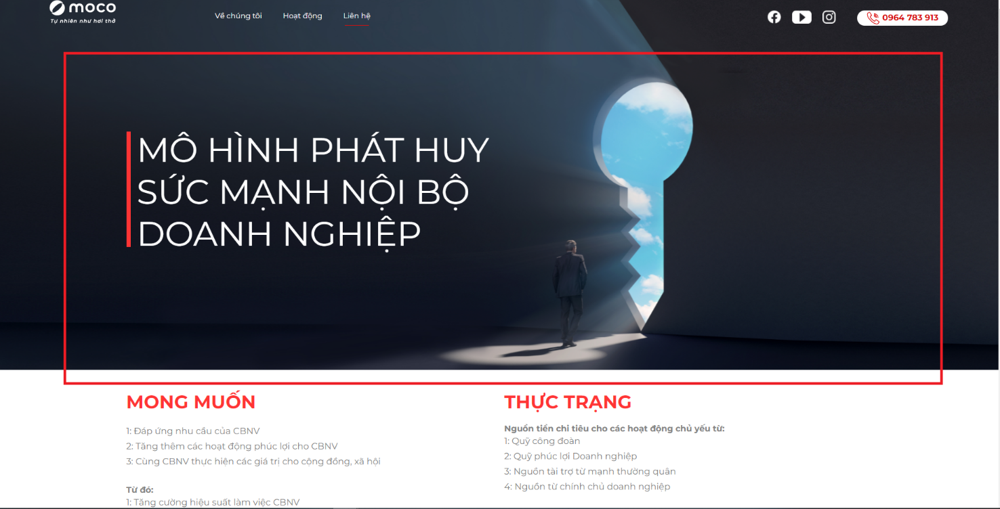 moco
Tự nhiên như hơi thở
Về chúng tôi
Hoạt động
Liên hệ
0964 783 913
MÔ HÌNH PHÁT HUY
SỨC MẠNH NỘI BỘ
DOANH NGHIỆP
MONG MUỐN
1: Đáp ứng nhu cầu của CBNV
2: Tăng thêm các hoạt động phúc lợi cho CBNV
3: Cùng CBNV thực hiện các giá trị cho cộng đồng, xã hội
Từ đó:
1: Tăng cường hiệu suất làm việc CBNV
THỰC TRẠNG
Nguồn tiền chi tiêu cho các hoạt động chủ yếu từ:
1: Quỹ công đoàn
2: Quỹ phúc lợi Doanh nghiệp
3: Nguồn tài trợ từ mạnh thường quân
4: Nguồn từ chính chủ doanh nghiệp